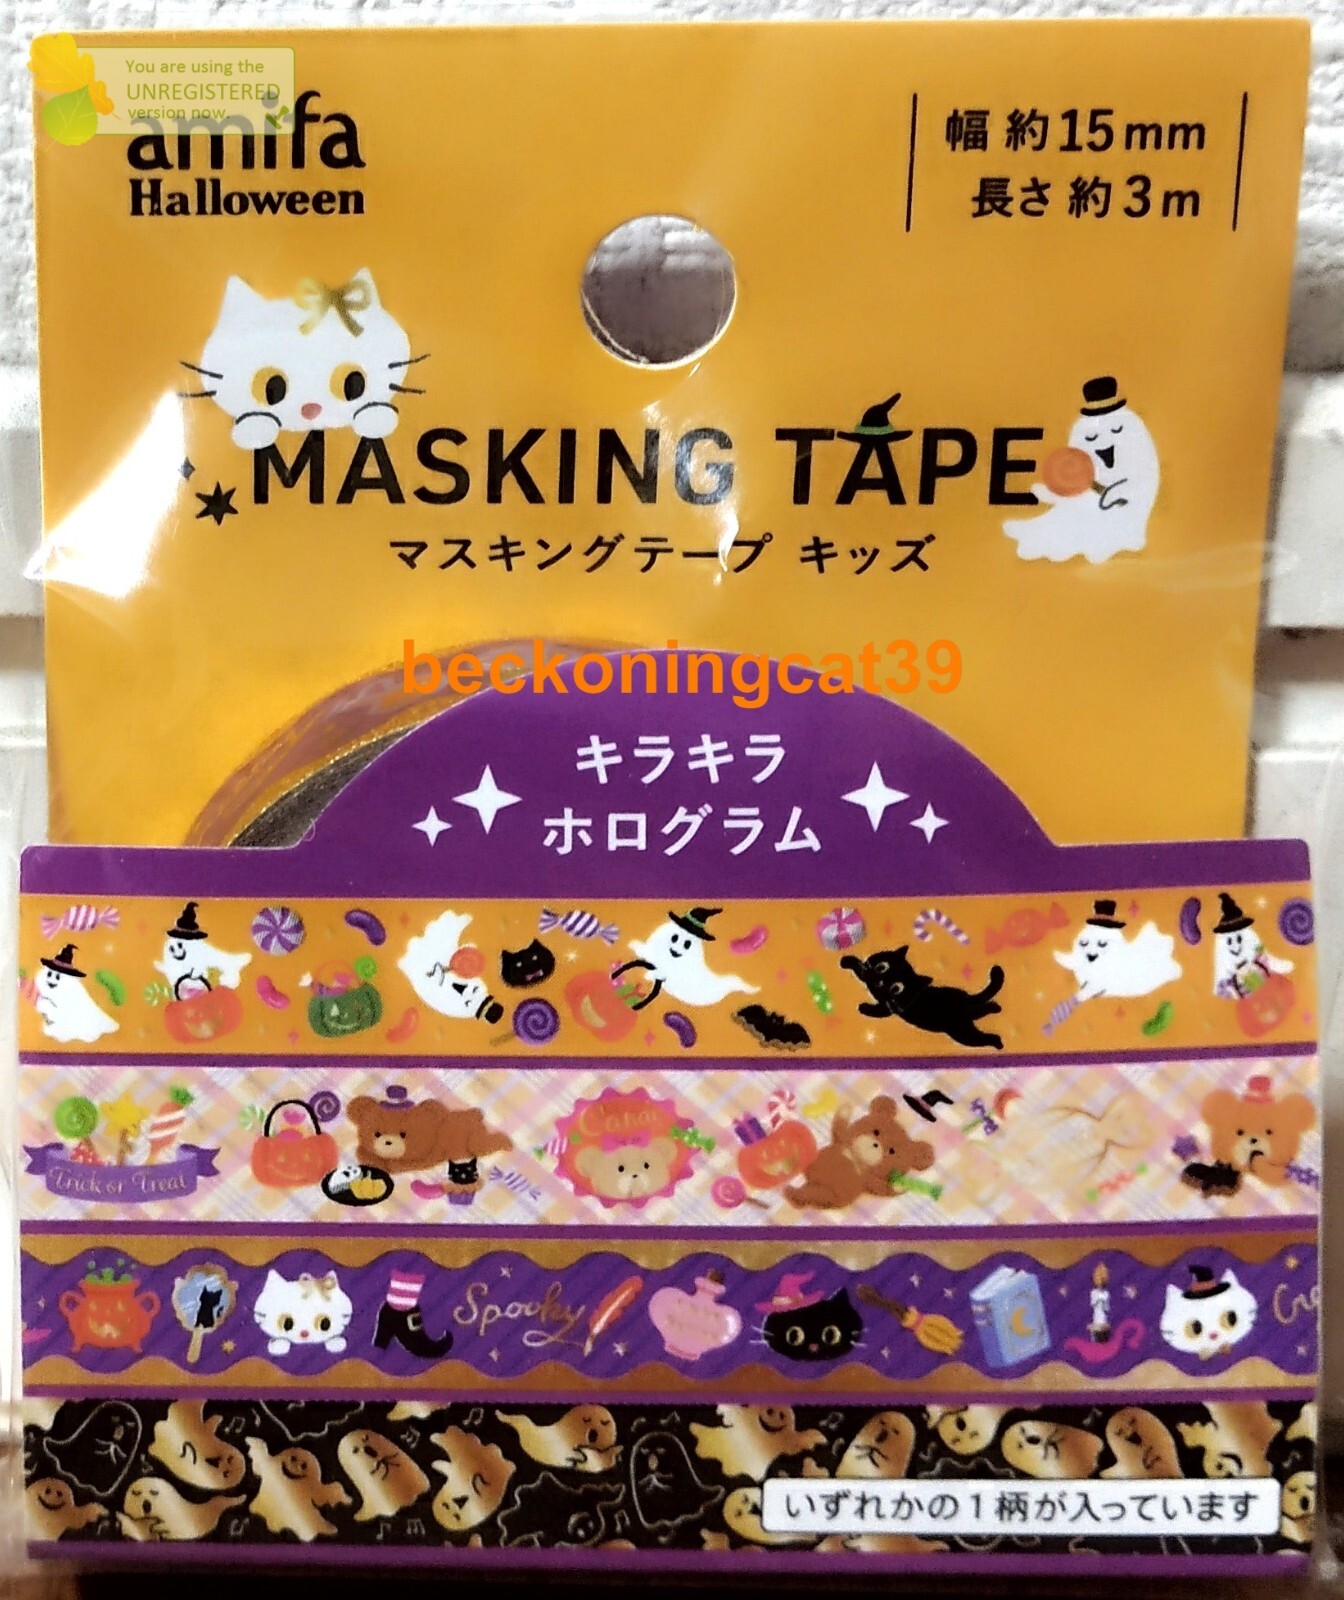 You are using the
UNREGISTERED
version now.
amifa
Halloween
幅 約15mm
長さ 約3m
MASKING TAPE
マスキングテープ キッズ
beckoningcat39
キラキラ
ホログラム
Trick or Treat
Spooky
いずれかの1柄が入っています